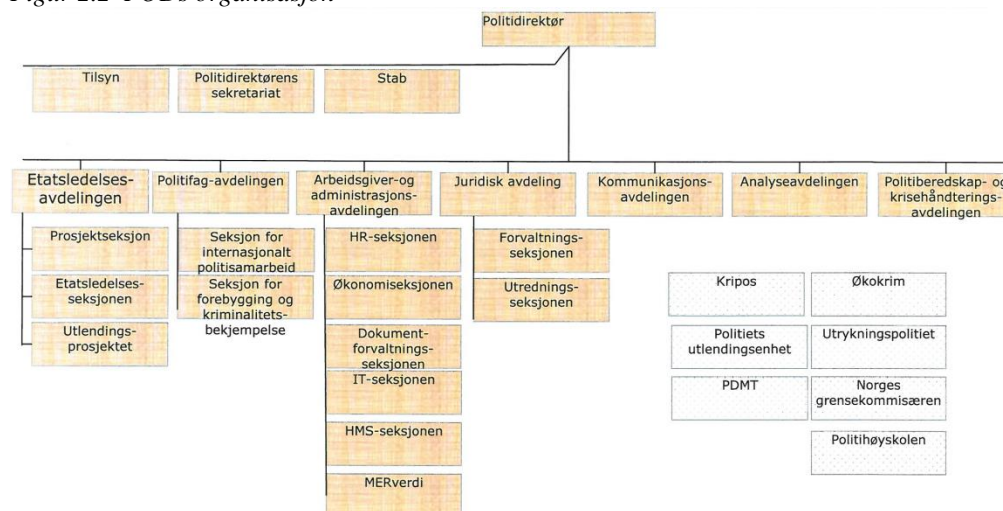 Figur 2.2 PODs organisasjon
Politidirektør
Tilsyn
Politidirektørens
sekretariat
Stab
Etatsledelses-
avdelingen
Politifag-avdelingen
Arbeidsgiver-og
administrasjons-
avdelingen
Juridisk avdeling
Kommunikasjons-
avdelingen
Analyseavdelingen
Politiberedskap- og
krisehåndterings-
avdelingen
Prosjektseksjon
Etatsledelses-
seksjonen
Utlendings-
prosjektet
Seksjon for
internasjonalt
politisamarbeid
Seksjon for
forebygging og
kriminalitets-
bekjempelse
HR-seksjonen
Økonomiseksjonen
Dokument-
forvaltnings-
seksjonen
IT-seksjonen
HMS-seksjonen
MERverdi
Forvaltnings-
seksjonen
Utrednings-
seksjonen
Kripos
Økokrim
Politiets
utlendingsenhet
Utrykningspolitiet
PDMT
Norges
grensekommisæren
Politihøyskolen